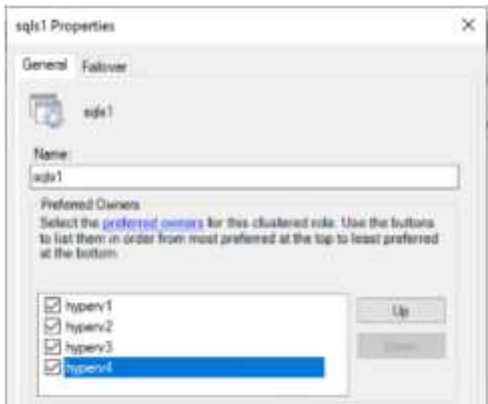 sqls1 Properties
General Failover
sqls1
Name:
sqls1
Preferred Owners
Select the preferred owners for this clustered role. Use the buttons
to list them in order from most preferred at the top to least preferred
at the bottom.
hyperv1
Up
hyperv2
hyperv3
Down
hyperv4